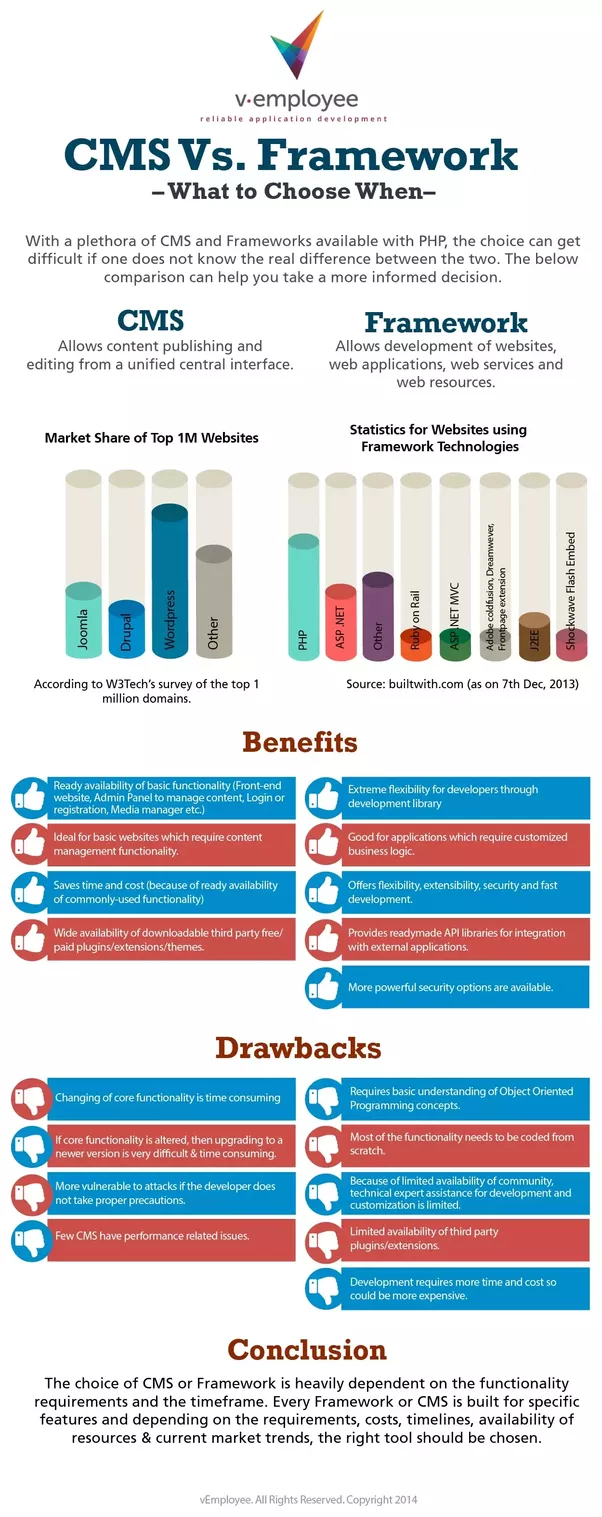 v·employee
reliable application development
CMS Vs. Framework
–What to Choose When–
With a plethora of CMS and Frameworks available with PHP, the choice can get
difficult if one does not know the real difference between the two. The below
comparison can help you take a more informed decision.
CMS
Allows content publishing and
editing from a unified central interface.
Framework
Allows development of websites,
web applications, web services and
web resources.
Market Share of Top 1M Websites
Joomla
Drupal
Wordpress
Other
According to W3Tech's survey of the top 1
million domains.
Statistics for Websites using
Framework Technologies
PHP
ASP .NET
Other
Ruby on Rail
ASP.NET MVC
Adobe coldfusion, Dreamwever,
Frontpage extension
J2EE
Shockwave Flash Embed
Source: builtwith.com (as on 7th Dec, 2013)
Benefits
Ready availability of basic functionality (Front-end
website, Admin Panel to manage content, Login or
registration, Media manager etc.)
Ideal for basic websites which require content
management functionality.
Saves time and cost (because of ready availability
of commonly-used functionality)
Wide availability of downloadable third party free/
paid plugins/extensions/themes.
Extreme flexibility for developers through
development library
Good for applications which require customized
business logic.
Offers flexibility, extensibility, security and fast
development.
Provides readymade API libraries for integration
with external applications.
More powerful security options are available.
Drawbacks
Changing of core functionality is time consuming
If core functionality is altered, then upgrading to a
newer version is very difficult & time consuming.
More vulnerable to attacks if the developer does
not take proper precautions.
Few CMS have performance related issues.
Requires basic understanding of Object Oriented
Programming concepts.
Most of the functionality needs to be coded from
scratch.
Because of limited availability of community,
technical expert assistance for development and
customization is limited.
Limited availability of third party
plugins/extensions.
Development requires more time and cost so
could be more expensive.
Conclusion
The choice of CMS or Framework is heavily dependent on the functionality
requirements and the timeframe. Every Framework or CMS is built for specific
features and depending on the requirements, costs, timelines, availability of
resources & current market trends, the right tool should be chosen.
vEmployee. All Rights Reserved. Copyright 2014